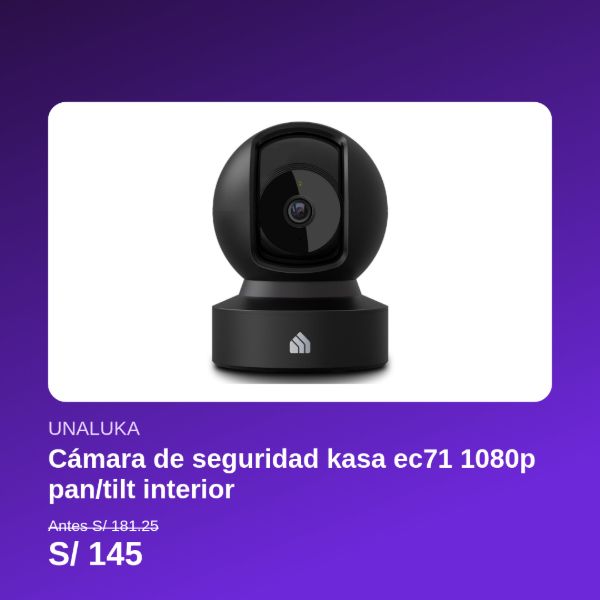 UNALUKA
Cámara de seguridad kasa ec71 1080p
pan/tilt interior
Antes S/ 181.25
S/ 145